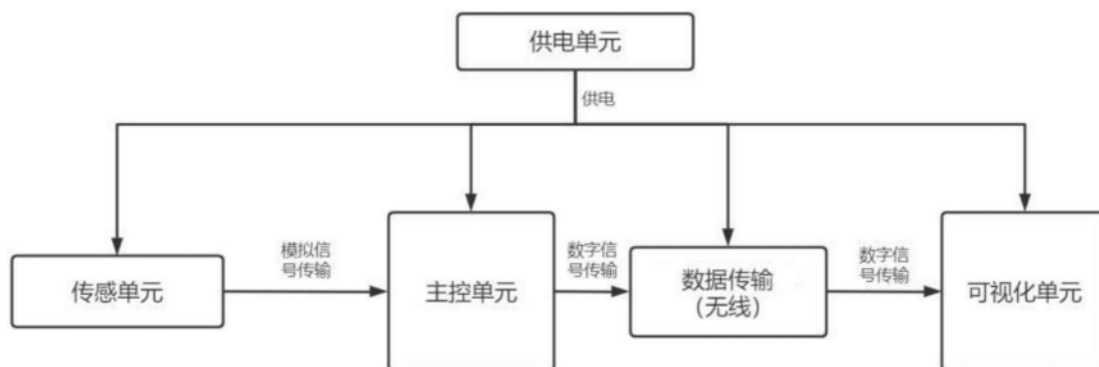 供电单元
供电
模拟信
号传输
数字信
号传输
数字信
号传输
传感单元
主控单元
数据传输
（无线）
可视化单元